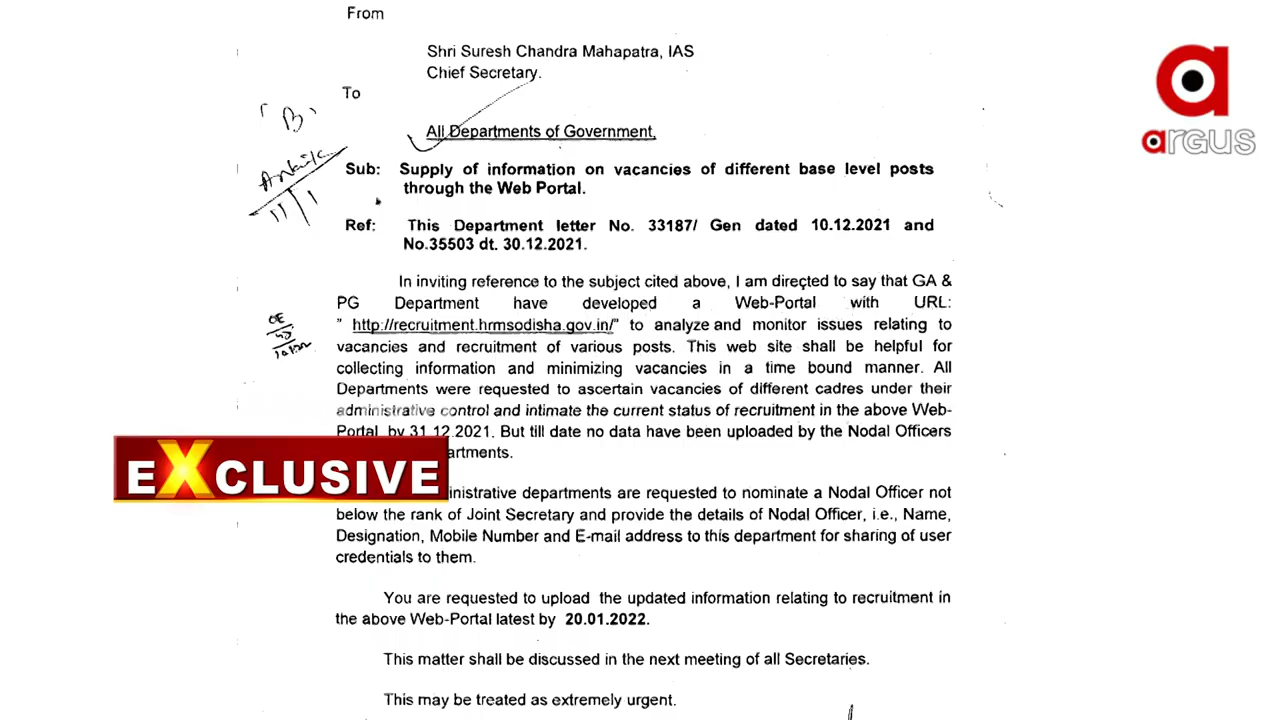 From
Shri Suresh Chandra Mahapatra, IAS
Chief Secretary.
To
argus
'B'
All Departments of Government,
Sub: Supply of information on vacancies of different base level posts
through the Web Portal.
11/1
Ref: This Department letter No. 33187/ Gen dated 10.12.2021 and
No.35503 dt. 30.12.2021.
In inviting reference to the subject cited above, I am directed to say that GA &
PG Department have developed a Web-Portal with URL:
" http://recruitment.hrmsodisha.gov.in/" to analyze and monitor issues relating to
vacancies and recruitment of various posts. This web site shall be helpful for
collecting information and minimizing vacancies in a time bound manner. All
Departments were requested to ascertain vacancies of different cadres under their
administrative control and intimate the current status of recruitment in the above Web-
Portal by 31.12.2021. But till date no data have been uploaded by the Nodal Officers
artments.
EXCLUSIVE
ministrative departments are requested to nominate a Nodal Officer not
below the rank of Joint Secretary and provide the details of Nodal Officer, i.e., Name,
Designation, Mobile Number and E-mail address to this department for sharing of user
credentials to them.
You are requested to upload the updated information relating to recruitment in
the above Web-Portal latest by 20.01.2022.
This matter shall be discussed in the next meeting of all Secretaries.
This may be treated as extremely urgent.